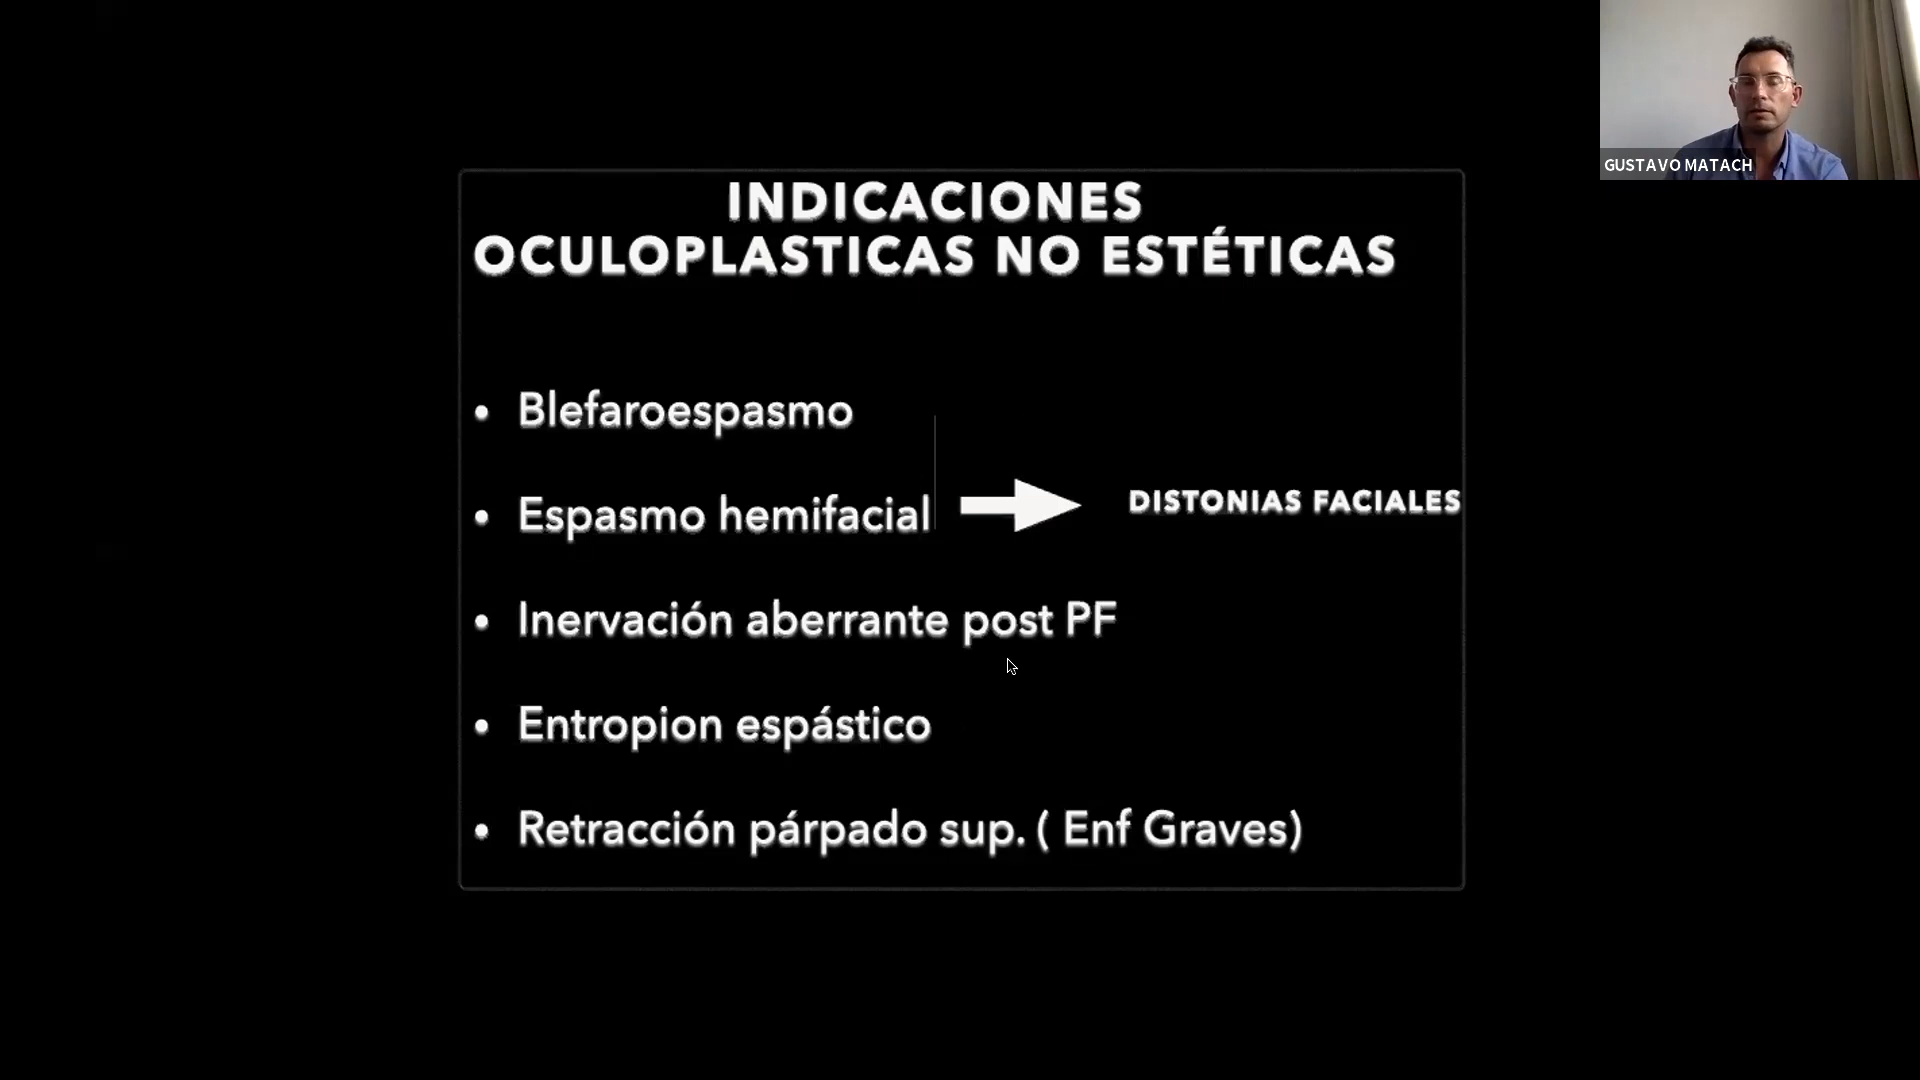 INDICACIONES
OCULOPLASTICAS NO ESTÉTICAS
• Blefaroespasmo
• Espasmo hemifacial
DISTONIAS FACIALES
• Inervación aberrante post PF
• Entropion espástico
• Retracción párpado sup. ( Enf Graves)
GUSTAVO MATACH